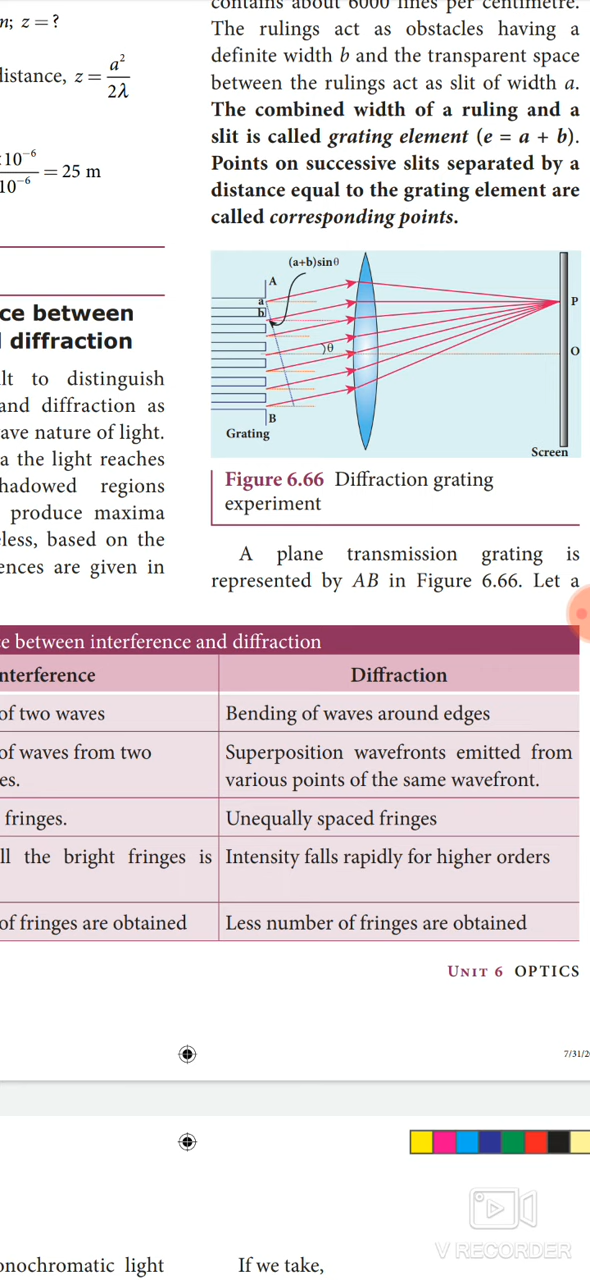 n; z = ?
distance, z = a²/2λ
10⁻⁶/10⁻⁶ = 25 m
ce between
diffraction
lt to distinguish
and diffraction as
ave nature of light.
a the light reaches
hadowed regions
produce maxima
eless, based on the
ences are given in
contains about 6000 lines per centimetre.
The rulings act as obstacles having a
definite width b and the transparent space
between the rulings act as slit of width a.
The combined width of a ruling and a
slit is called grating element (e = a + b).
Points on successive slits separated by a
distance equal to the grating element are
called corresponding points.
(a+b)sinθ
A
a
b
θ
B
Grating
P
O
Screen
Figure 6.66 Diffraction grating
experiment
A plane transmission grating is
represented by AB in Figure 6.66. Let a
ce between interference and diffraction
nterference Diffraction
of two waves Bending of waves around edges
of waves from two Superposition wavefronts emitted from
es. various points of the same wavefront.
fringes. Unequally spaced fringes
ll the bright fringes is Intensity falls rapidly for higher orders
of fringes are obtained Less number of fringes are obtained
UNIT 6 OPTICS
7/31/2
onochromatic light
If we take,
V RECORDER